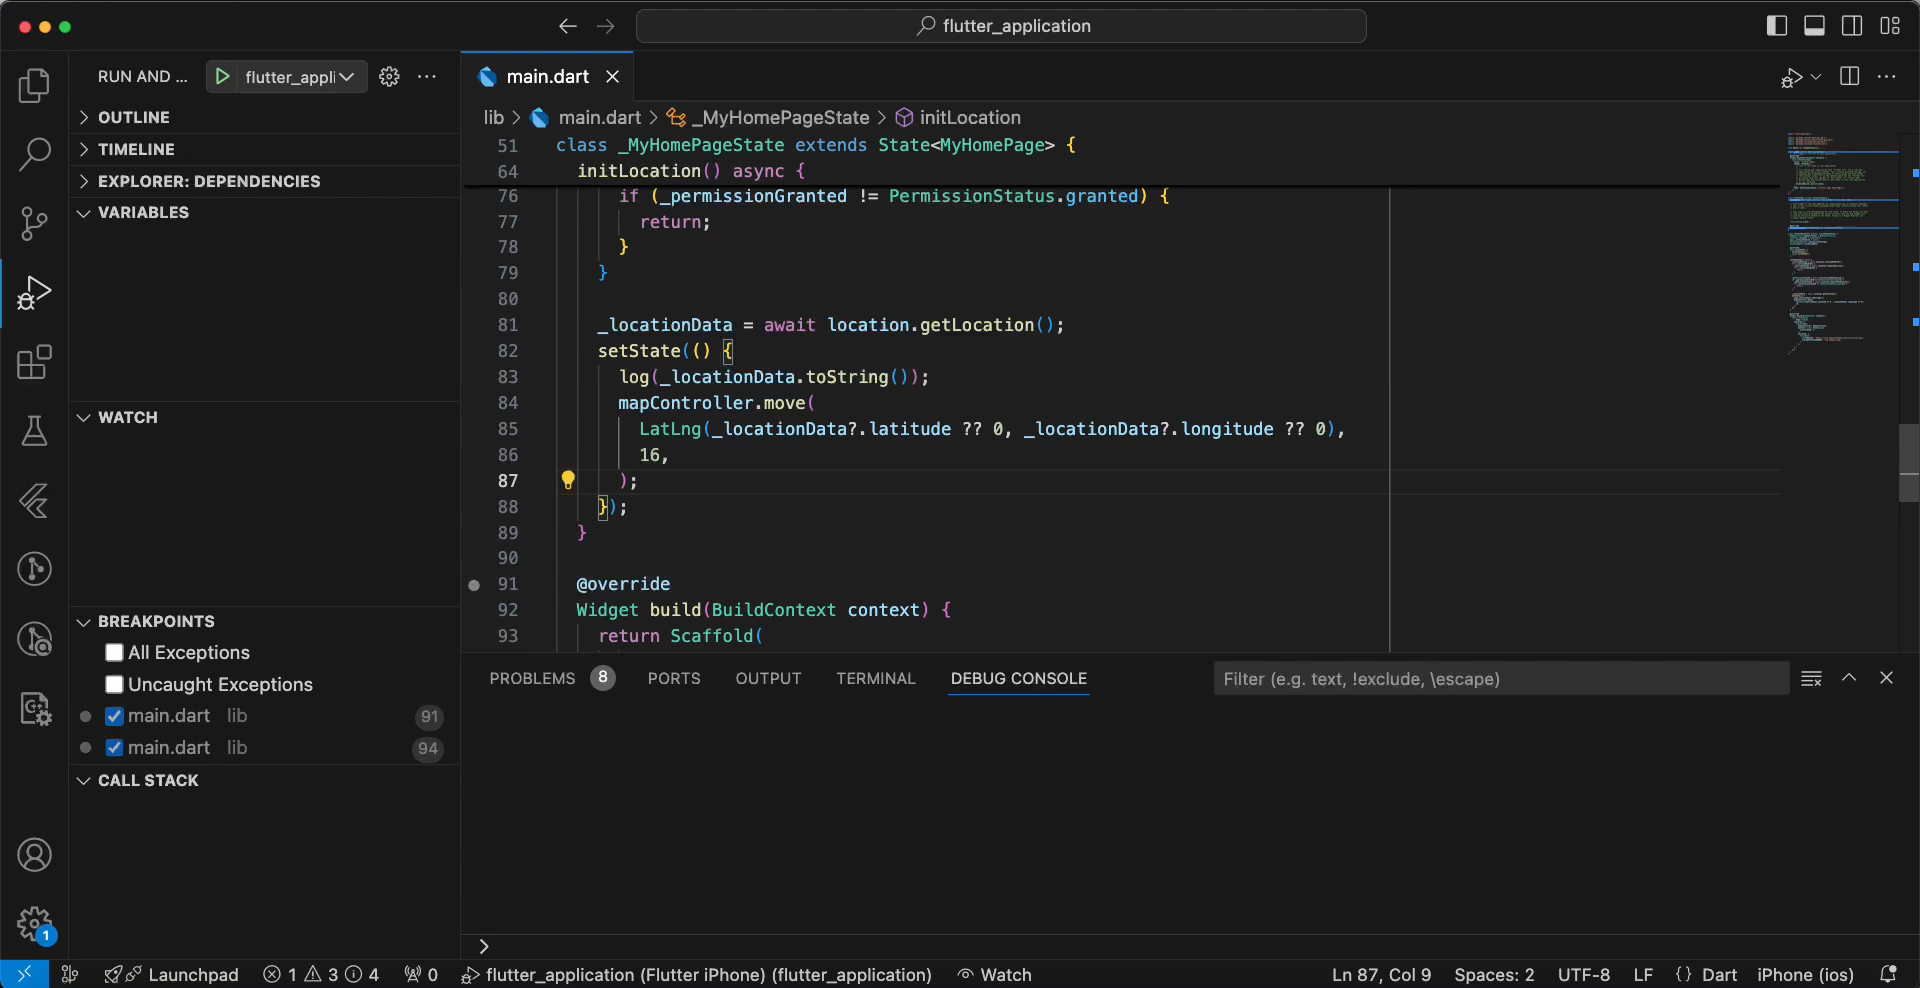 flutter_application
RUN AND ...
flutter_appli
main.dart
OUTLINE
TIMELINE
EXPLORER: DEPENDENCIES
VARIABLES
WATCH
BREAKPOINTS
All Exceptions
Uncaught Exceptions
main.dart lib 91
main.dart lib 94
CALL STACK
1
lib > main.dart > _MyHomePageState > initLocation
51 class _MyHomePageState extends State<MyHomePage> {
64 initLocation() async {
76 if (_permissionGranted != PermissionStatus.granted) {
77 return;
78 }
79 }
80
81 _locationData = await location.getLocation();
82 setState(() {
83 log(_locationData.toString());
84 mapController.move(
85 LatLng(_locationData?.latitude ?? 0, _locationData?.longitude ?? 0),
86 16,
87 );
88 });
89 }
90
91 @override
92 Widget build(BuildContext context) {
93 return Scaffold(
PROBLEMS 8 PORTS OUTPUT TERMINAL DEBUG CONSOLE
Filter (e.g. text, !exclude, \escape)
Launchpad 1 3 4 0 flutter_application (Flutter iPhone) (flutter_application) Watch
Ln 87, Col 9 Spaces: 2 UTF-8 LF {} Dart iPhone (ios)